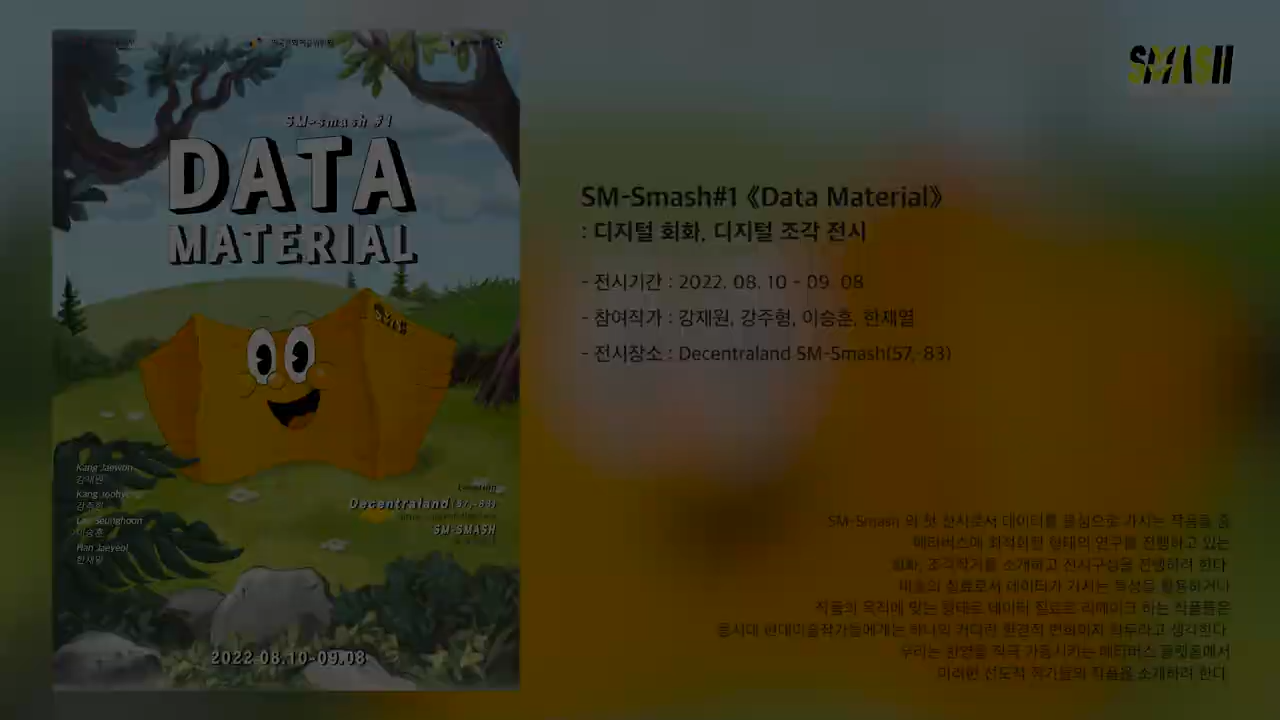 SM-smash #1
DATA
MATERIAL
SMASH
Kang Jaewon
강재원
Kang Joohyeong
강주형
Lee Seunghoon
이승훈
Han Jaeyeol
한재열
Location
Decentraland (57,-83)
SM-SMASH
2022.08.10-09.08
SMASH
SM-Smash#1《Data Material》
: 디지털 회화, 디지털 조각 전시
- 전시기간 : 2022. 08. 10 - 09. 08
- 참여작가 : 강재원, 강주형, 이승훈, 한재열
- 전시장소 : Decentraland SM-Smash(57,-83)
SM-Smash 의 첫 전시로서 데이터를 중심으로 가지는 작품들 중
메타버스에 최적화된 형태의 연구를 진행하고 있는
회화, 조각작가를 소개하고 전시구성을 진행하려 한다.
미술의 질료로서 데이터가 가지는 특성을 활용하거나
작품의 목적에 맞는 형태로 데이터 질료로 리메이크 하는 작품들은
동시대 현대미술작가들에게는 하나의 커다란 환경적 변화이자 화두라고 생각한다.
우리는 한영을 적극 가동시키는 메타버스 플랫폼에서
이러한 선도적 작가들의 작품을 소개하려 한다.